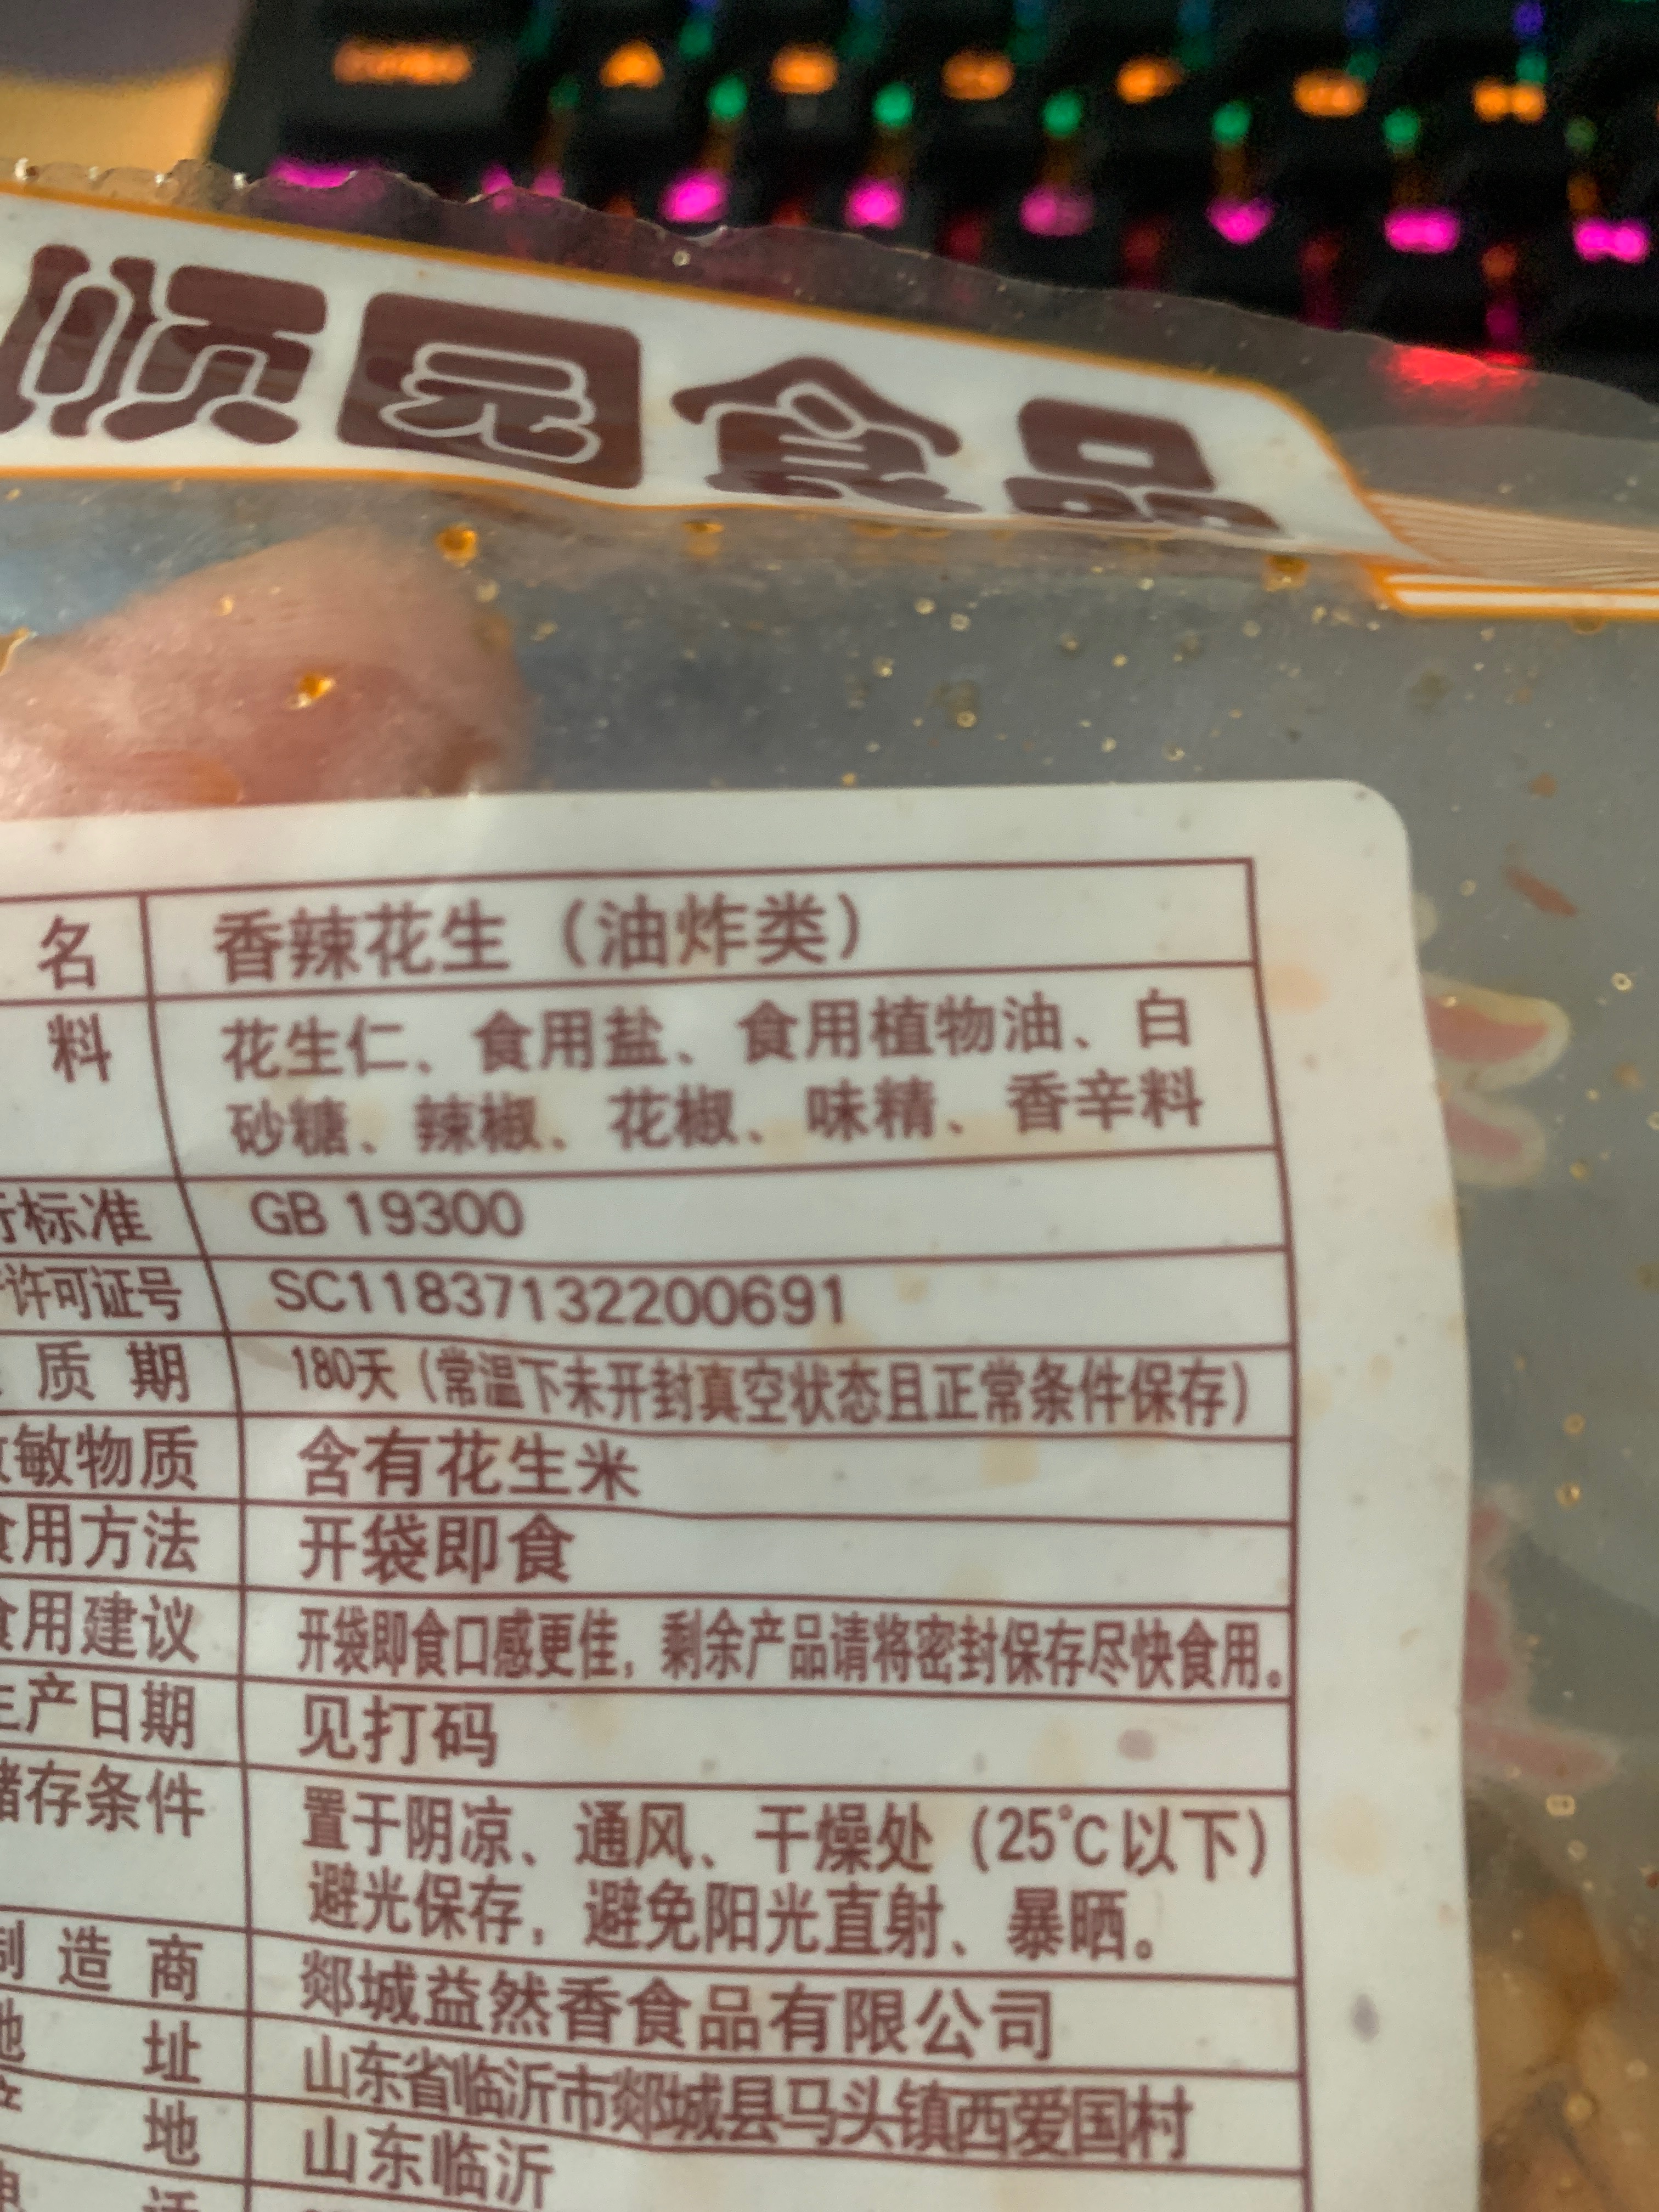 顺园食品
名 香辣花生（油炸类）
料 花生仁、食用盐、食用植物油、白
砂糖、辣椒、花椒、味精、香辛料
标准 GB 19300
许可证号 SC11837132200691
质期 180天（常温下未开封真空状态且正常条件保存）
敏物质 含有花生米
食用方法 开袋即食
食用建议 开袋即食口感更佳，剩余产品请将密封保存尽快食用。
生产日期 见打码
储存条件 置于阴凉、通风、干燥处（25℃以下）
避光保存，避免阳光直射、暴晒。
制造商 郯城益然香食品有限公司
地址 山东省临沂市郯城县马头镇西爱国村
产地 山东临沂